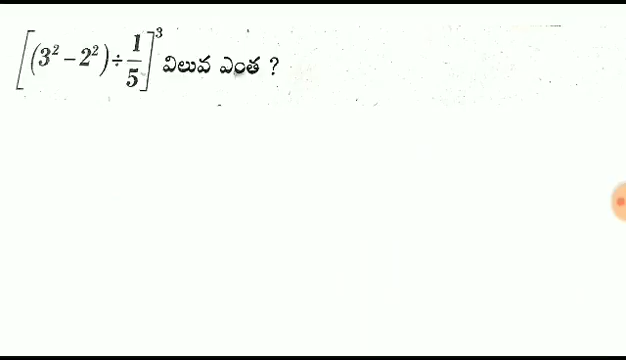 [(3² – 2²) ÷ 1/5]³ విలువ ఎంత ?